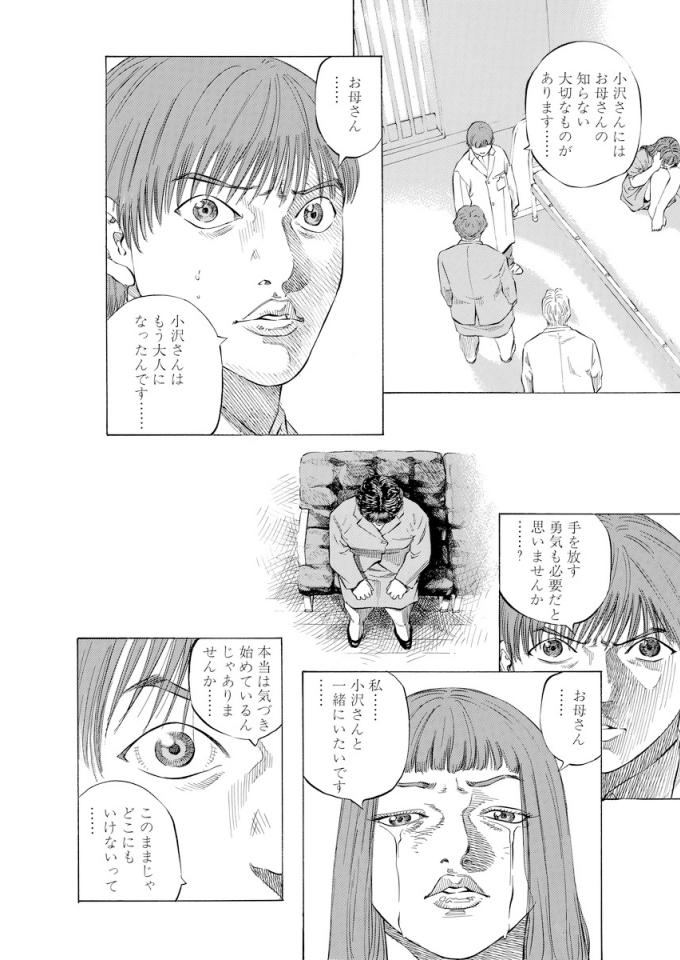 小沢さんには
お母さんの
知らない
大切なものが
あります……
お母さん
……
小沢さんは
もう大人に
なったんです……
手を放す
勇気も必要だと
思いませんか
……?
お母さん
私……
小沢さんと
一緒にいたいです
本当は気づき
始めているん
じゃありま
せんか…
このままじゃ
どこにも
いけないって
……